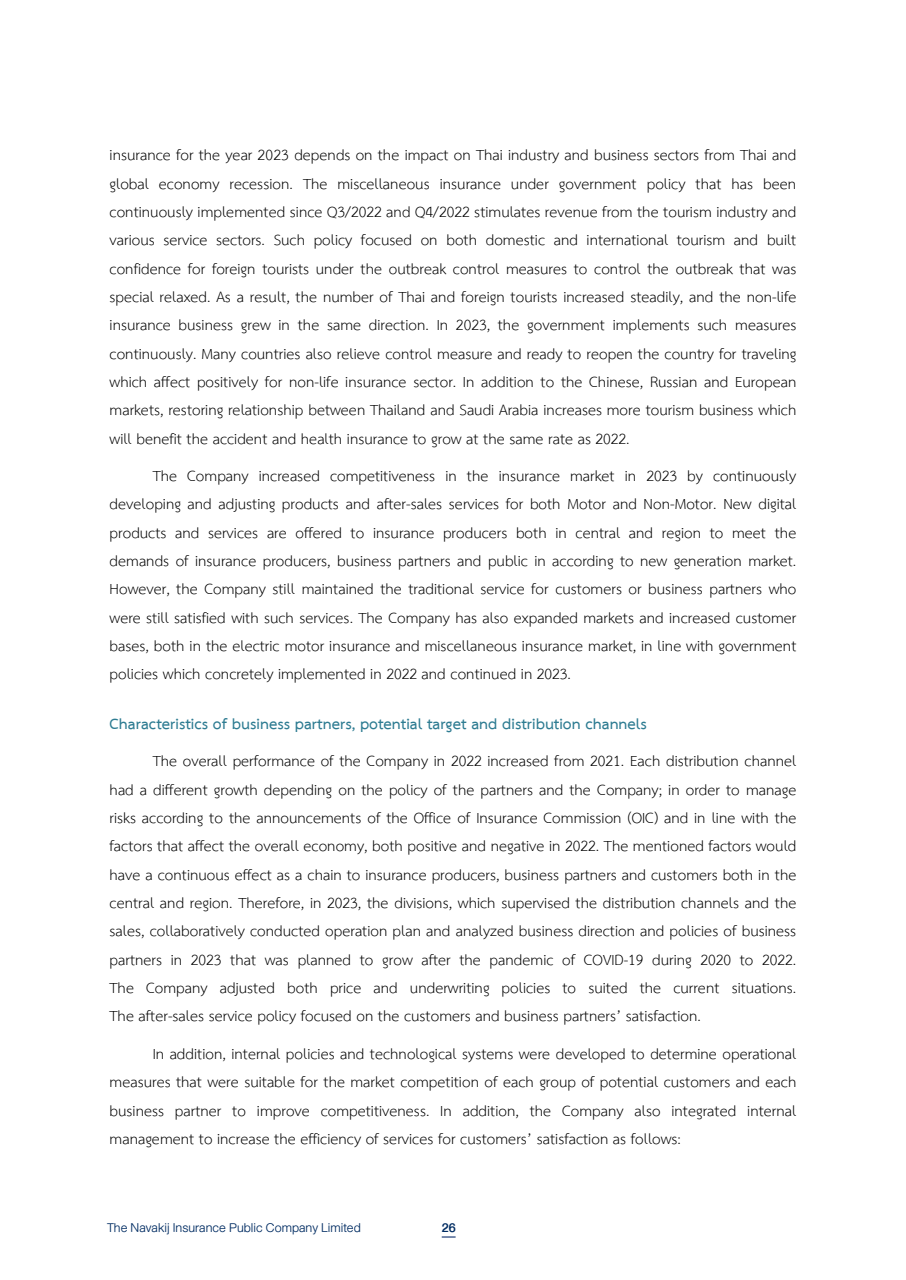 insurance for the year 2023 depends on the impact on Thai industry and business sectors from Thai and
global economy recession. The miscellaneous insurance under government policy that has been
continuously implemented since Q3/2022 and Q4/2022 stimulates revenue from the tourism industry and
various service sectors. Such policy focused on both domestic and international tourism and built
confidence for foreign tourists under the outbreak control measures to control the outbreak that was
special relaxed. As a result, the number of Thai and foreign tourists increased steadily, and the non-life
insurance business grew in the same direction. In 2023, the government implements such measures
continuously. Many countries also relieve control measure and ready to reopen the country for traveling
which affect positively for non-life insurance sector. In addition to the Chinese, Russian and European
markets, restoring relationship between Thailand and Saudi Arabia increases more tourism business which
will benefit the accident and health insurance to grow at the same rate as 2022.
The Company increased competitiveness in the insurance market in 2023 by continuously
developing and adjusting products and after-sales services for both Motor and Non-Motor. New digital
products and services are offered to insurance producers both in central and region to meet the
demands of insurance producers, business partners and public in according to new generation market.
However, the Company still maintained the traditional service for customers or business partners who
were still satisfied with such services. The Company has also expanded markets and increased customer
bases, both in the electric motor insurance and miscellaneous insurance market, in line with government
policies which concretely implemented in 2022 and continued in 2023.
Characteristics of business partners, potential target and distribution channels
The overall performance of the Company in 2022 increased from 2021. Each distribution channel
had a different growth depending on the policy of the partners and the Company; in order to manage
risks according to the announcements of the Office of Insurance Commission (OIC) and in line with the
factors that affect the overall economy, both positive and negative in 2022. The mentioned factors would
have a continuous effect as a chain to insurance producers, business partners and customers both in the
central and region. Therefore, in 2023, the divisions, which supervised the distribution channels and the
sales, collaboratively conducted operation plan and analyzed business direction and policies of business
partners in 2023 that was planned to grow after the pandemic of COVID-19 during 2020 to 2022.
The Company adjusted both price and underwriting policies to suited the current situations.
The after-sales service policy focused on the customers and business partners’ satisfaction.
In addition, internal policies and technological systems were developed to determine operational
measures that were suitable for the market competition of each group of potential customers and each
business partner to improve competitiveness. In addition, the Company also integrated internal
management to increase the efficiency of services for customers’ satisfaction as follows:
The Navakij Insurance Public Company Limited 26